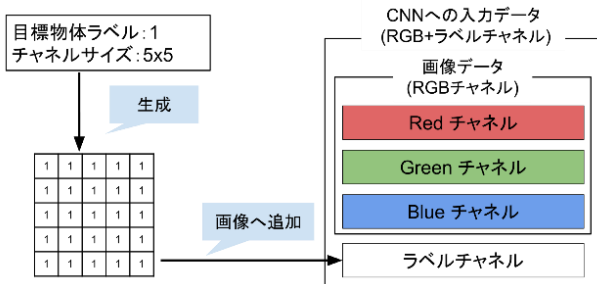 目標物体ラベル:1
チャネルサイズ:5x5
生成
1 1 1 1 1
1 1 1 1 1
1 1 1 1 1
1 1 1 1 1
1 1 1 1 1
画像へ追加
CNNへの入力データ
(RGB+ラベルチャンネル)
画像データ
(RGBチャンネル)
Red チャネル
Green チャネル
Blue チャネル
ラベルチャンネル